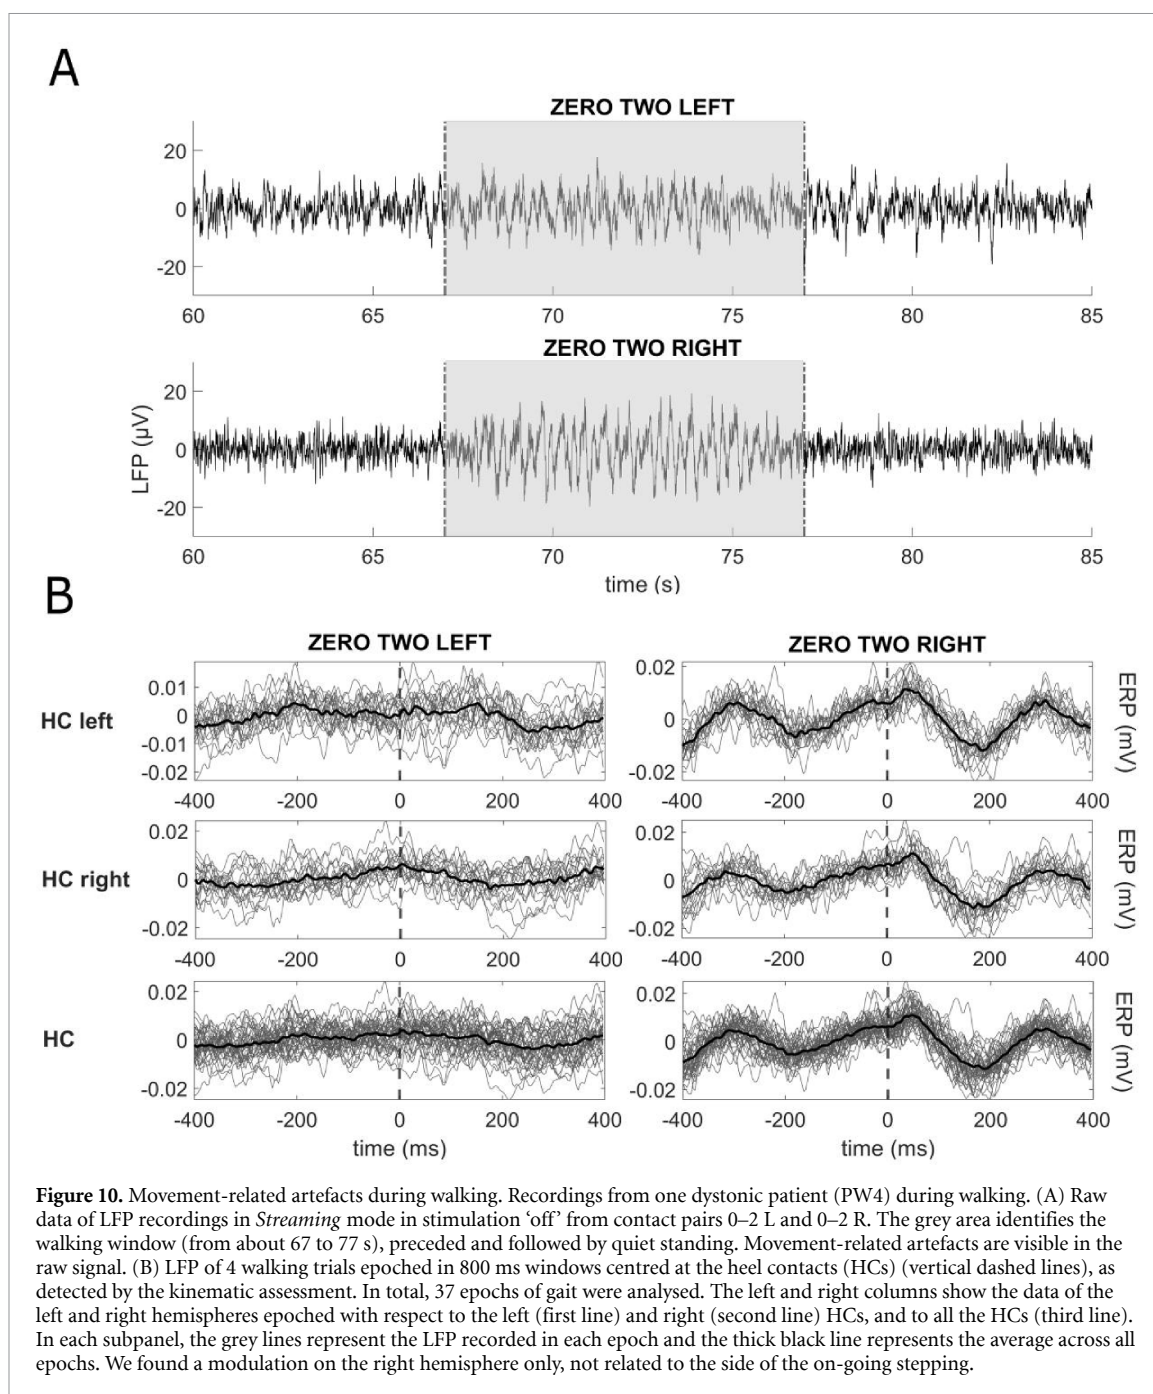 A
ZERO TWO LEFT
20
0
-20
60 65 70 75 80 85
ZERO TWO RIGHT
20
0
-20
LFP (µV)
60 65 70 75 80 85
time (s)
B
ZERO TWO LEFT ZERO TWO RIGHT
HC left
0.01
0
-0.01
-0.02
-400 -200 0 200 400
0.02
0
-0.02
-400 -200 0 200 400
ERP (mV)
HC right
0.02
0
-0.02
-400 -200 0 200 400
0.02
0
-0.02
-400 -200 0 200 400
ERP (mV)
HC
0.02
0
-0.02
-400 -200 0 200 400
time (ms)
0.02
0
-0.02
-400 -200 0 200 400
time (ms)
ERP (mV)
Figure 10. Movement-related artefacts during walking. Recordings from one dystonic patient (PW4) during walking. (A) Raw
data of LFP recordings in Streaming mode in stimulation ‘off’ from contact pairs 0–2 L and 0–2 R. The grey area identifies the
walking window (from about 67 to 77 s), preceded and followed by quiet standing. Movement-related artefacts are visible in the
raw signal. (B) LFP of 4 walking trials epoched in 800 ms windows centred at the heel contacts (HCs) (vertical dashed lines), as
detected by the kinematic assessment. In total, 37 epochs of gait were analysed. The left and right columns show the data of the
left and right hemispheres epoched with respect to the left (first line) and right (second line) HCs, and to all the HCs (third line).
In each subpanel, the grey lines represent the LFP recorded in each epoch and the thick black line represents the average across all
epochs. We found a modulation on the right hemisphere only, not related to the side of the on-going stepping.